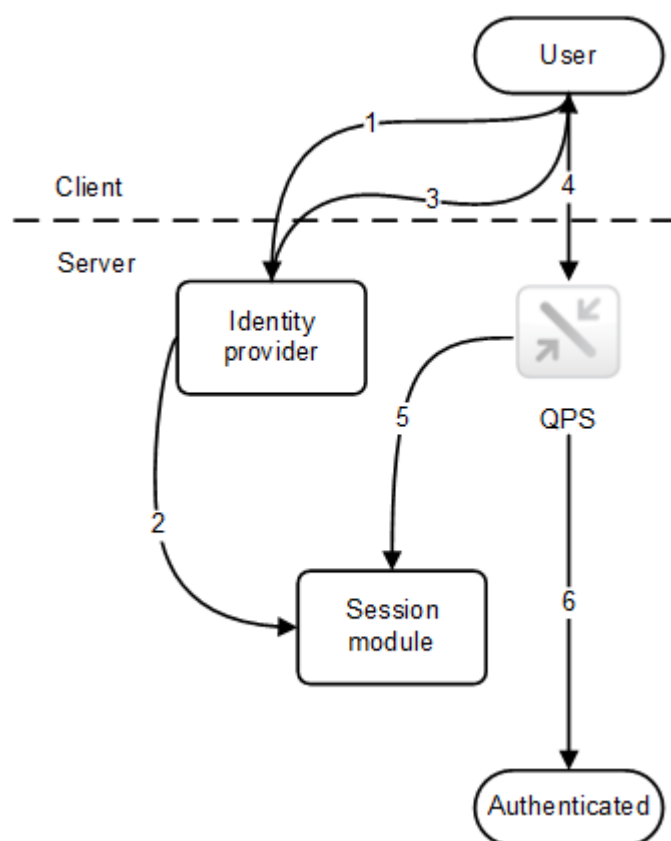 User
1
3
4
Client
Server
Identity
provider
5
QPS
2
6
Session
module
Authenticated